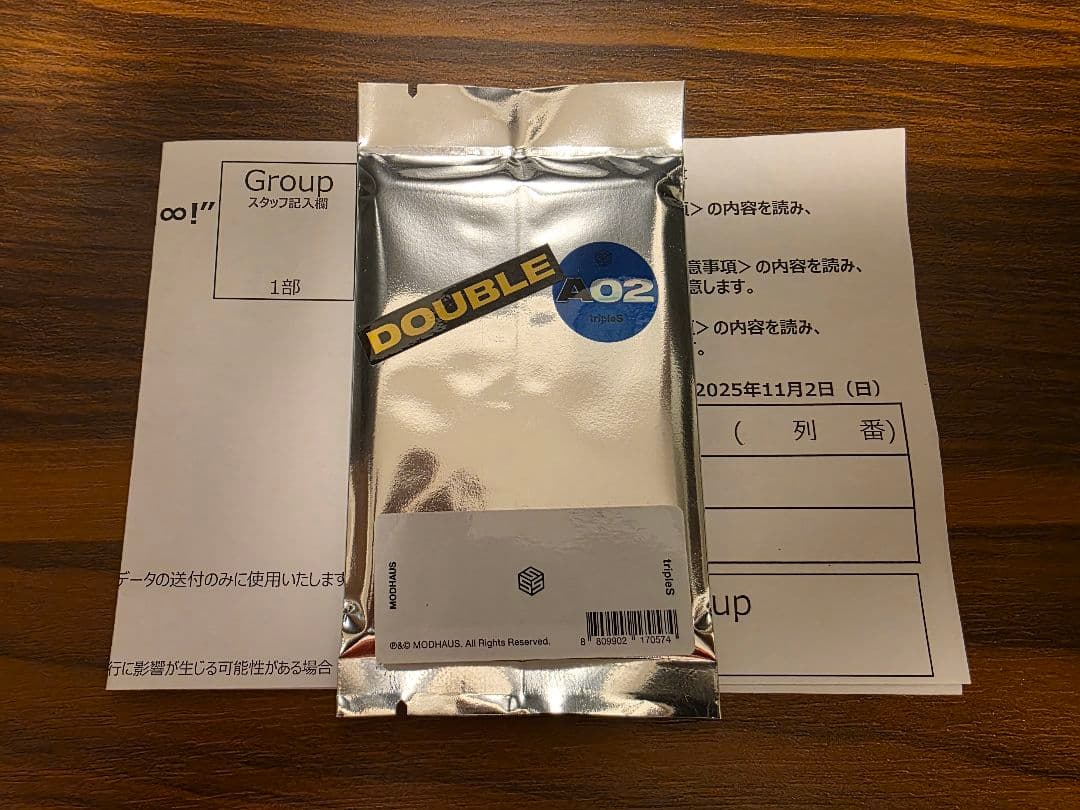 ∞!”
Group
スタッフ記入欄
1部
データの送付のみに使用いたします
行に影響が生じる可能性がある場合
DOUBLE
A02
tripleS
MODHAUS
tripleS
℗&© MODHAUS. All Rights Reserved.
8 809902 170574
項> の内容を読み、
意事項> の内容を読み、
意します。
項> の内容を読み、
。
2025年11月2日（日）
( 列 番)
up